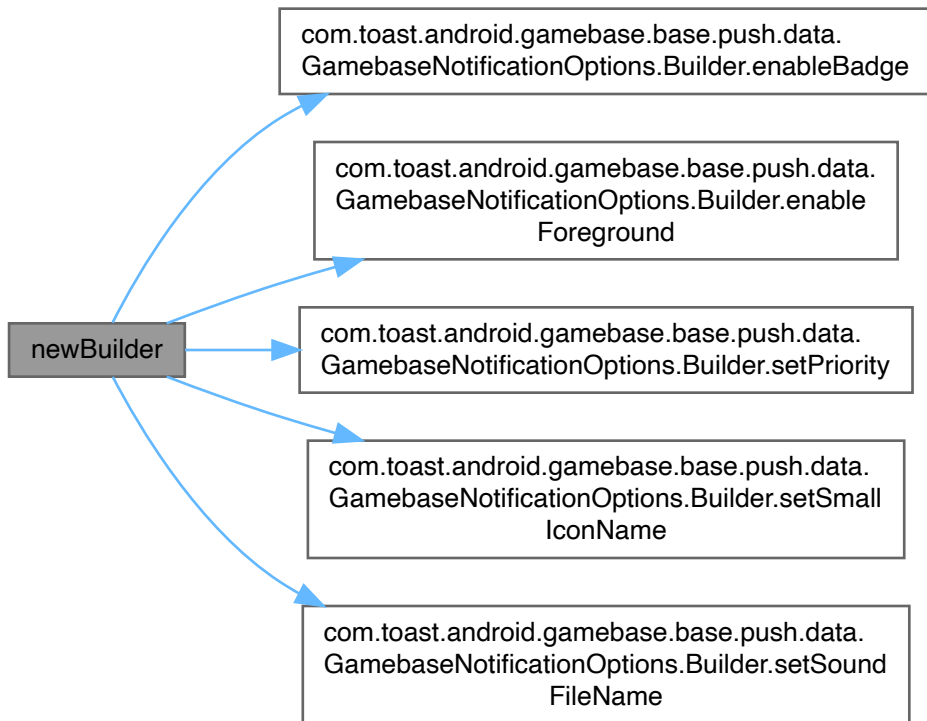 com.toast.android.gamebase.base.push.data.
GamebaseNotificationOptions.Builder.enableBadge
com.toast.android.gamebase.base.push.data.
GamebaseNotificationOptions.Builder.enable
Foreground
newBuilder
com.toast.android.gamebase.base.push.data.
GamebaseNotificationOptions.Builder.setPriority
com.toast.android.gamebase.base.push.data.
GamebaseNotificationOptions.Builder.setSmall
IconName
com.toast.android.gamebase.base.push.data.
GamebaseNotificationOptions.Builder.setSound
FileName